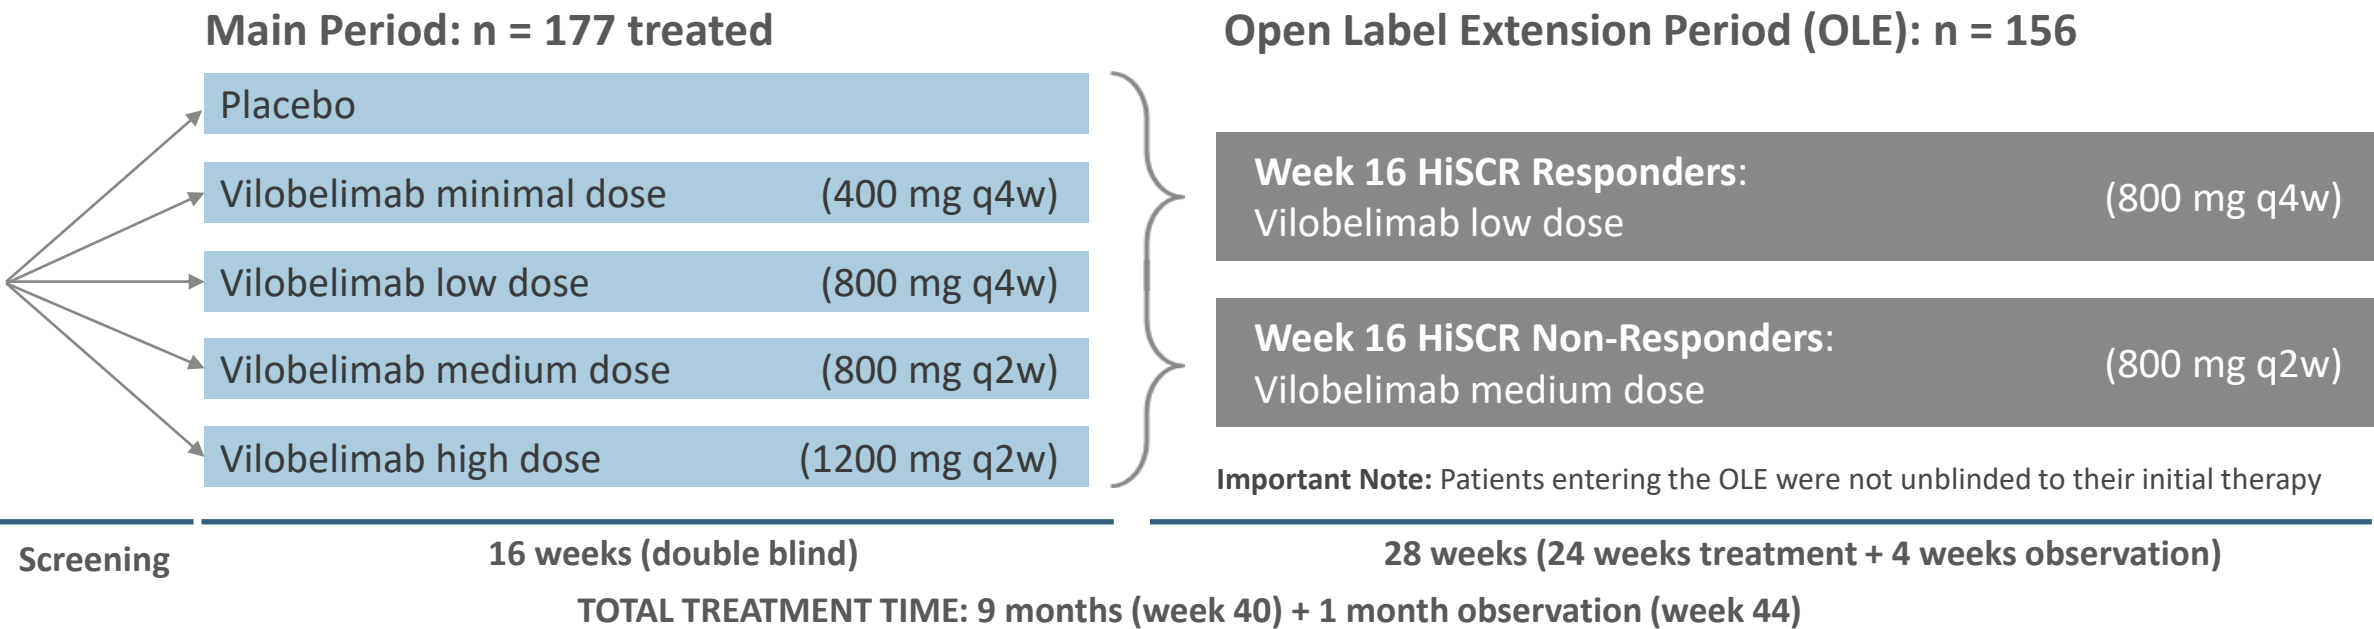 Main Period: n = 177 treated
Placebo
Vilobelimab minimal dose (400 mg q4w)
Vilobelimab low dose (800 mg q4w)
Vilobelimab medium dose (800 mg q2w)
Vilobelimab high dose (1200 mg q2w)
Open Label Extension Period (OLE): n = 156
Week 16 HiSCR Responders:
Vilobelimab low dose
(800 mg q4w)
Week 16 HiSCR Non-Responders:
Vilobelimab medium dose
(800 mg q2w)
Important Note: Patients entering the OLE were not unblinded to their initial therapy
Screening
16 weeks (double blind)
28 weeks (24 weeks treatment + 4 weeks observation)
TOTAL TREATMENT TIME: 9 months (week 40) + 1 month observation (week 44)